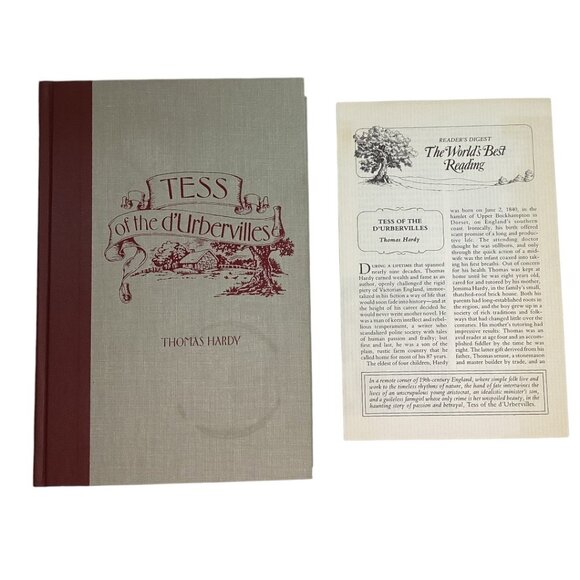 TESS
of the d'Urbervilles
THOMAS HARDY
READER'S DIGEST
The World's Best
Reading
TESS OF THE
D'URBERVILLES
Thomas Hardy
DURING A LIFETIME that spanned
nearly nine decades, Thomas
Hardy earned wealth and fame as an
author, openly challenged the rigid
piety of Victorian England, immor-
talized in his fiction a way of life that
would soon fade into history—and at
the height of his career decided he
would never write another novel. He
was a man of keen intellect and rebel-
lious temperament, a writer who
scandalized polite society with tales
of human passion and frailty; but
first and last, he was a son of the
plain, rustic farm country that he
called home for most of his 87 years.
The eldest of four children, Hardy
was born on June 2, 1840, in the
hamlet of Upper Bockhampton in
Dorset, on England's southern
coast. Ironically, his birth offered
scant promise of a long and produc-
tive life. The attending doctor
thought he was stillborn, and only
through the quick action of a mid-
wife was the infant coaxed into tak-
ing his first breaths. Out of concern
for his health Thomas was kept at
home until he was eight years old,
cared for and tutored by his mother,
Jemima Hardy, in the family's small,
thatched-roof brick house. Both his
parents had long-established roots in
the region, and the boy grew up in a
society of rich traditions and folk-
ways that had changed little over the
centuries. His mother's tutoring had
impressive results: Thomas was an
avid reader at age four and an accom-
plished fiddler by the time he was
eight. The latter gift derived from his
father, Thomas senior, a stonemason
and master builder by trade, and an
In a remote corner of 19th-century England, where simple folk live and
work to the timeless rhythms of nature, the hand of fate intertwines the
lives of an unscrupulous young aristocrat, an idealistic minister's son,
and a guileless farmgirl whose only crime is her unspoiled beauty, in the
haunting story of passion and betrayal, Tess of the d'Urbervilles.